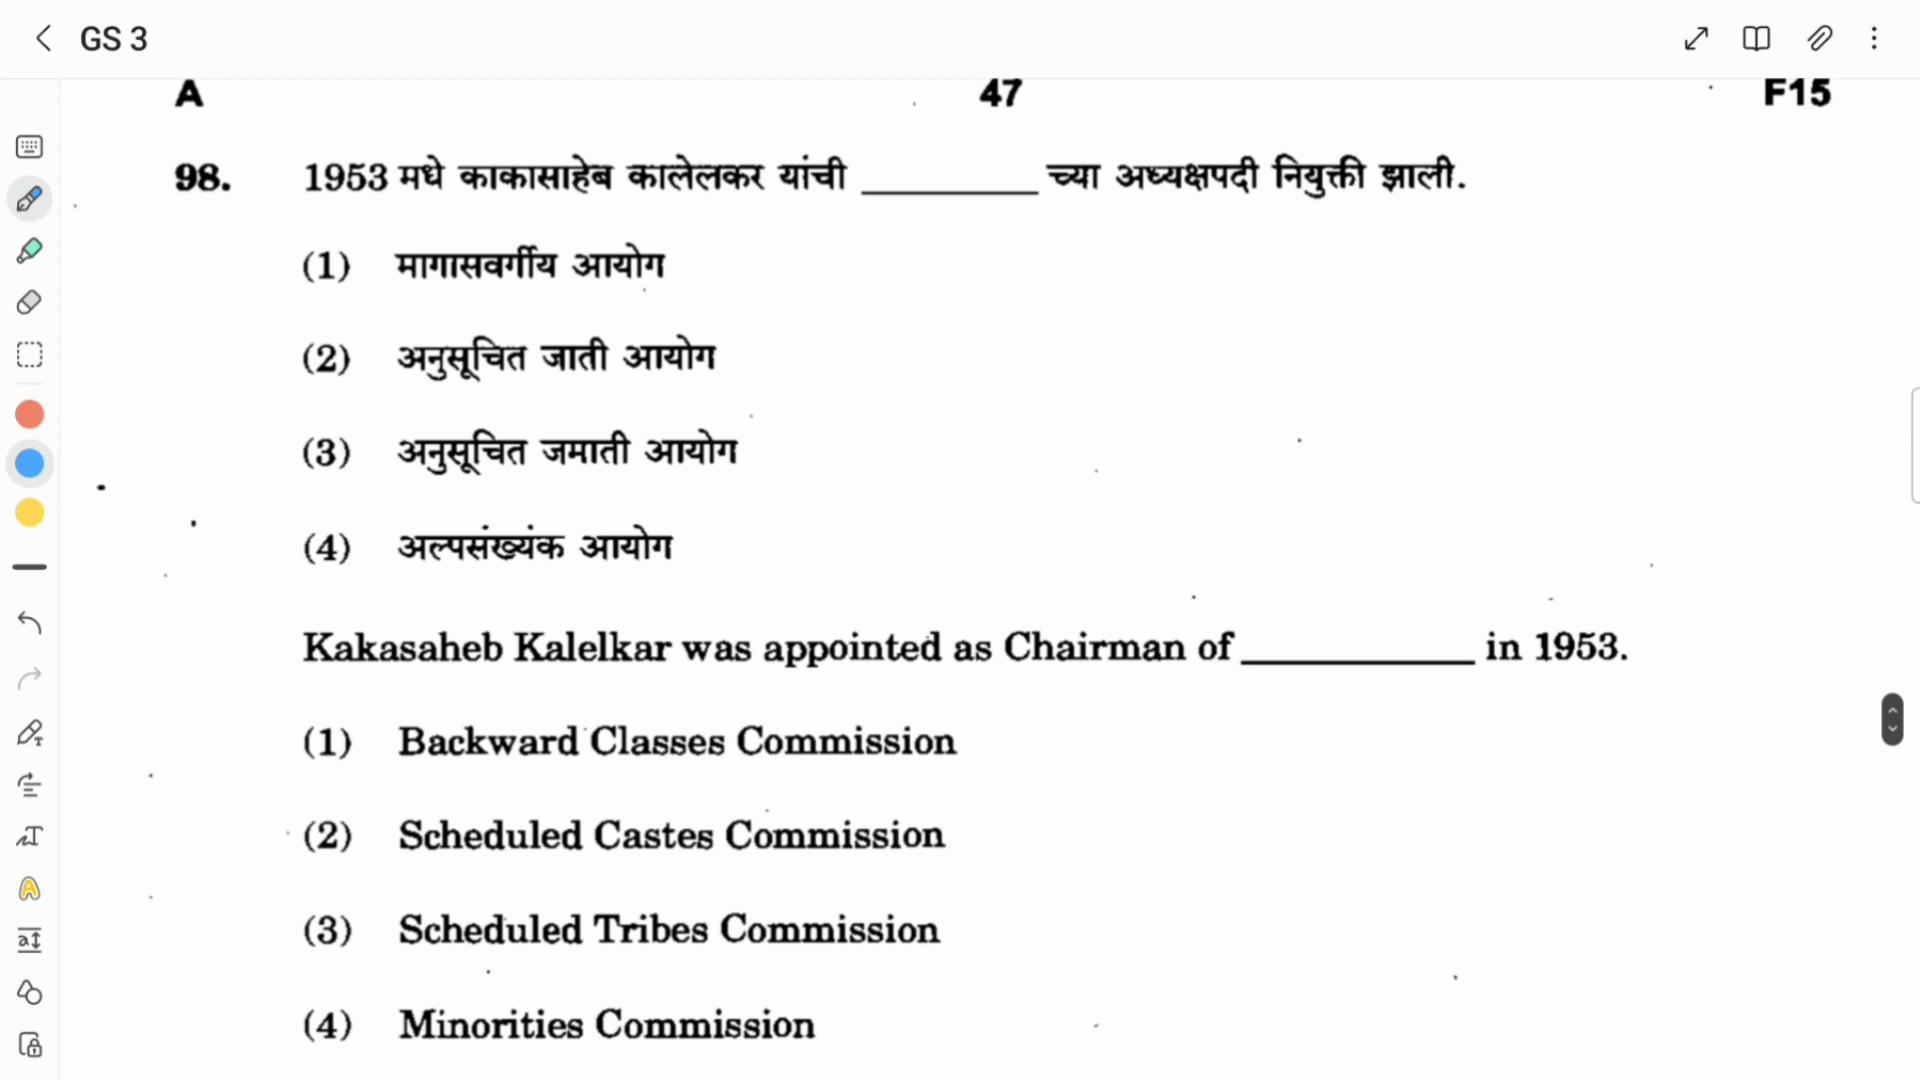 GS 3
A 47 F15
98. 1953 मधे काकासाहेब कालेलकर यांची ________ च्या अध्यक्षपदी नियुक्ती झाली.
(1) मागासवर्गीय आयोग
(2) अनुसूचित जाती आयोग
(3) अनुसूचित जमाती आयोग
(4) अल्पसंख्यंक आयोग
Kakasaheb Kalelkar was appointed as Chairman of ________ in 1953.
(1) Backward Classes Commission
(2) Scheduled Castes Commission
(3) Scheduled Tribes Commission
(4) Minorities Commission